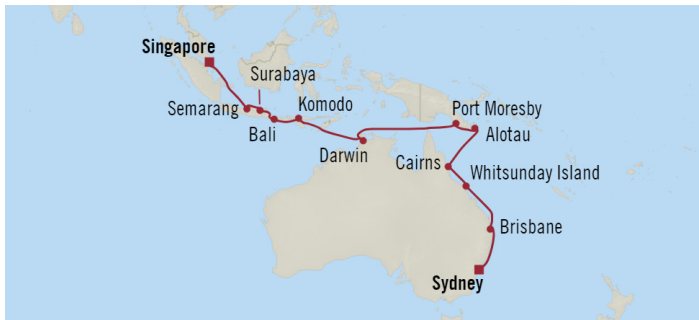 Singapore
Surabaya
Semarang
Komodo
Bali
Port Moresby
Darwin
Alotau
Cairns
Whitsunday Island
Brisbane
Sydney